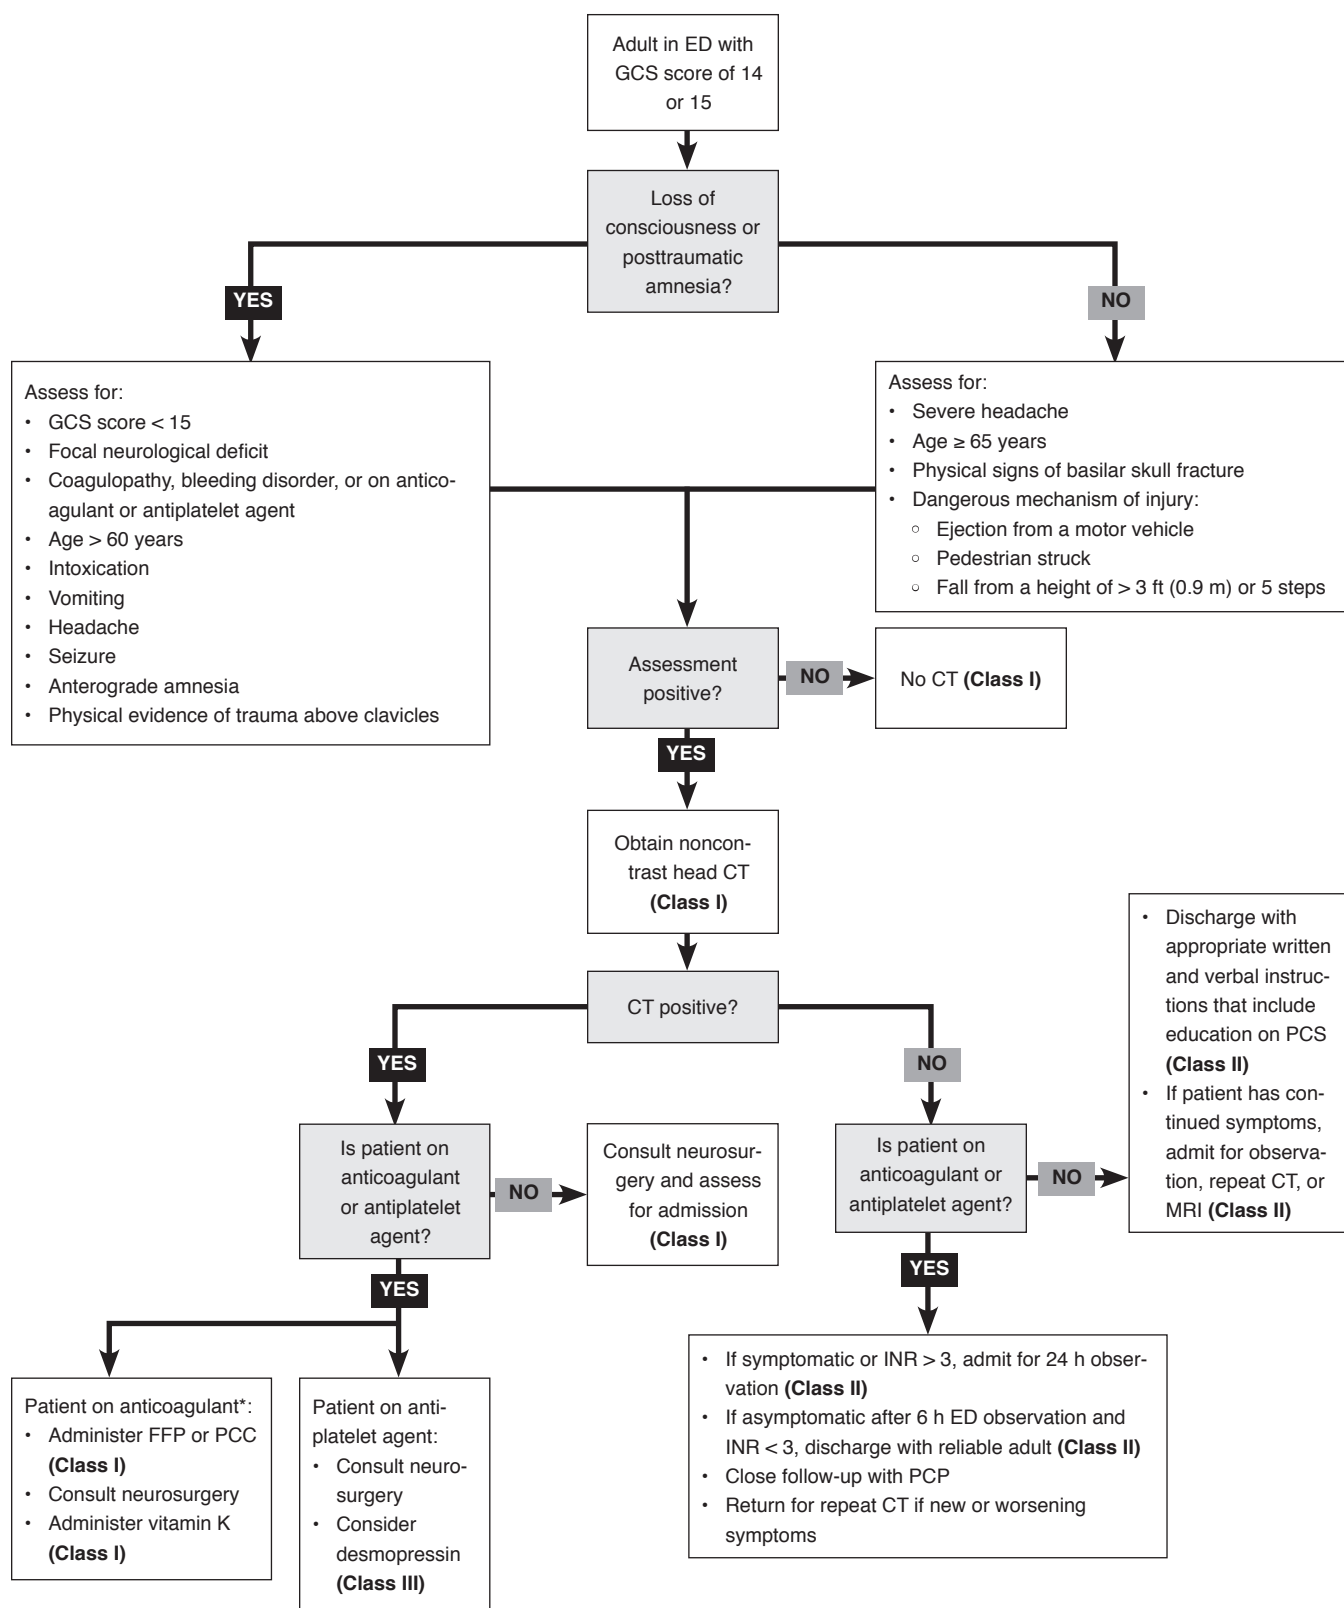 Adult in ED with
GCS score of 14
or 15
Loss of
consciousness or
posttraumatic
amnesia?
YES
NO
Assess for:
• GCS score < 15
• Focal neurological deficit
• Coagulopathy, bleeding disorder, or on antico-
agulant or antiplatelet agent
• Age > 60 years
• Intoxication
• Vomiting
• Headache
• Seizure
• Anterograde amnesia
• Physical evidence of trauma above clavicles
Assess for:
• Severe headache
• Age ≥ 65 years
• Physical signs of basilar skull fracture
• Dangerous mechanism of injury:
○ Ejection from a motor vehicle
○ Pedestrian struck
○ Fall from a height of > 3 ft (0.9 m) or 5 steps
Assessment
positive?
NO
No CT (Class I)
YES
Obtain noncon-
trast head CT
(Class I)
CT positive?
YES
NO
Is patient on
anticoagulant
or antiplatelet
agent?
NO
Consult neurosur-
gery and assess
for admission
(Class I)
Is patient on
anticoagulant or
antiplatelet agent?
NO
• Discharge with
appropriate written
and verbal instruc-
tions that include
education on PCS
(Class II)
• If patient has con-
tinued symptoms,
admit for observa-
tion, repeat CT, or
MRI (Class II)
YES
YES
Patient on anticoagulant*:
• Administer FFP or PCC
(Class I)
• Consult neurosurgery
• Administer vitamin K
(Class I)
Patient on anti-
platelet agent:
• Consult neuro-
surgery
• Consider
desmopressin
(Class III)
• If symptomatic or INR > 3, admit for 24 h obser-
vation (Class II)
• If asymptomatic after 6 h ED observation and
INR < 3, discharge with reliable adult (Class II)
• Close follow-up with PCP
• Return for repeat CT if new or worsening
symptoms